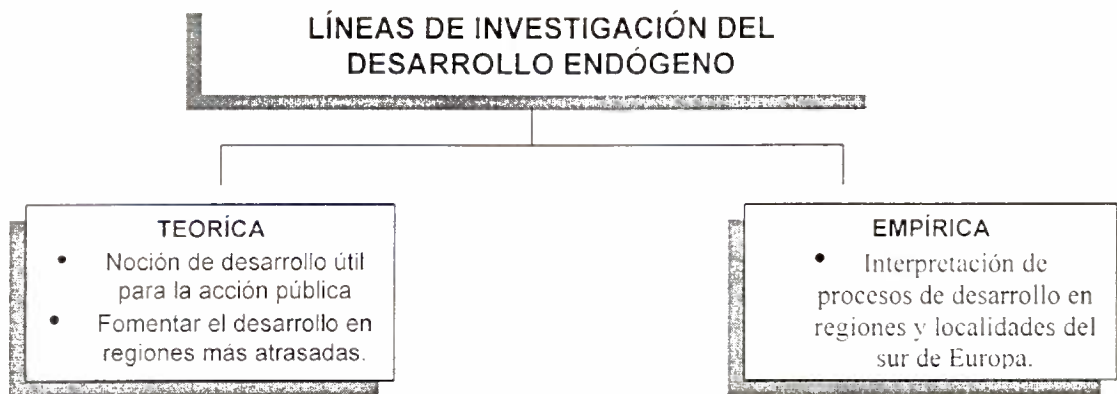 LÍNEAS DE INVESTIGACIÓN DEL
DESARROLLO ENDÓGENO
TEORÍCA
• Noción de desarrollo útil
para la acción pública
• Fomentar el desarrollo en
regiones más atrasadas.
EMPÍRICA
• Interpretación de
procesos de desarrollo en
regiones y localidades del
sur de Europa.